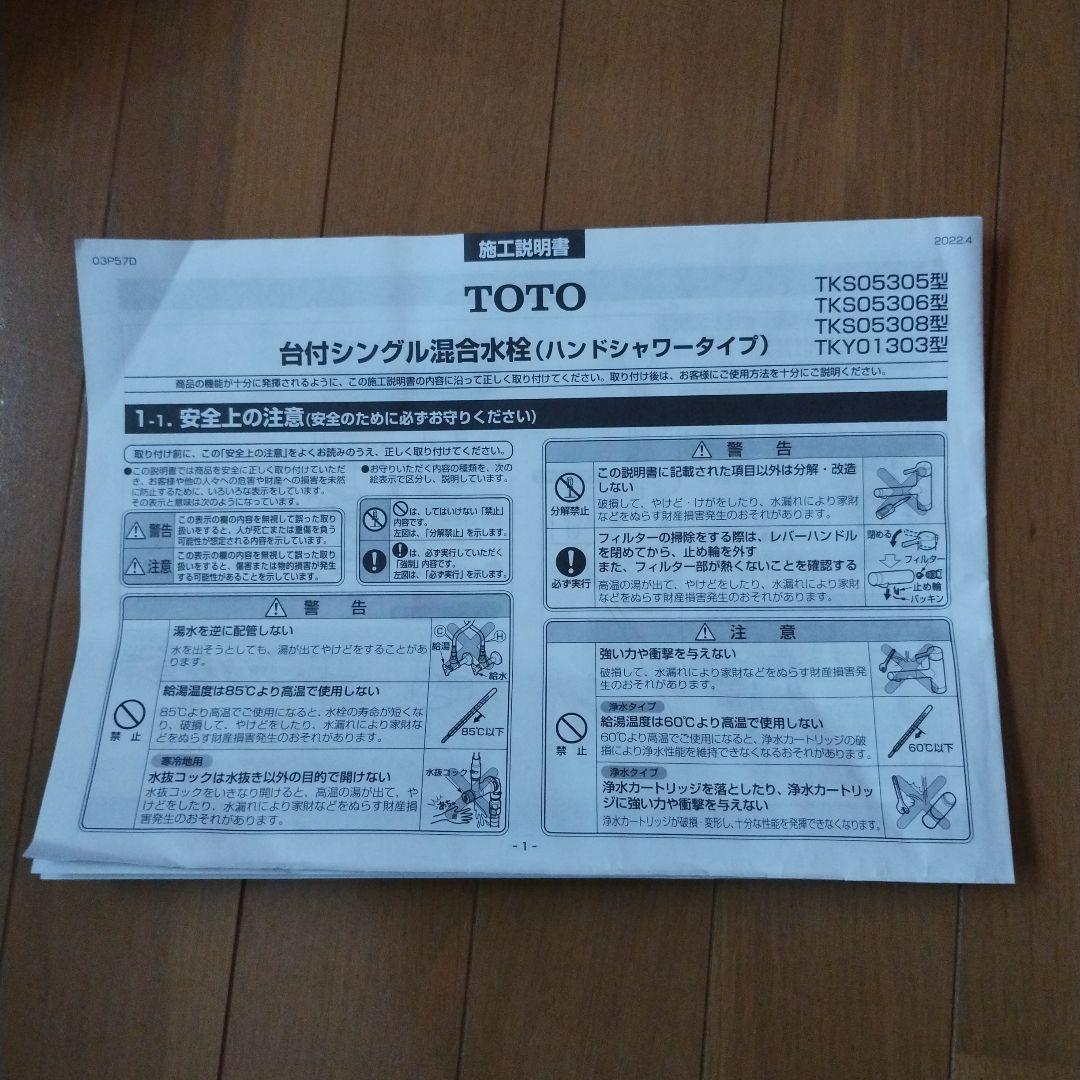 03P57D
施工説明書
2022.4
TOTO
TKS05305型
TKS05306型
TKS05308型
TKY01303型
台付シングル混合水栓(ハンドシャワータイプ)
商品の機能が十分に発揮されるように、この施工説明書の内容に沿って正しく取り付けてください。取り付け後は、お客様にご使用方法を十分にご説明ください。
1-1. 安全上の注意(安全のために必ずお守りください)
取り付け前に、この「安全上の注意」をよくお読みのうえ、正しく取り付けてください。
●この説明書では商品を安全に正しく取り付けていただ
き、お客様や他の人々への危害や財産への損害を未然
に防止するために、いろいろな表示をしています。
その表示と意味は次のようになっています。
警告
この表示の欄の内容を無視して誤った取り
扱いをすると、人が死亡または重傷を負う
可能性が想定される内容を示しています。
注意
この表示の欄の内容を無視して誤った取り
扱いをすると、傷害または物的損害が発生
する可能性があることを示しています。
●お守りいただく内容の種類を、次の
絵表示で区分し、説明しています。
は、してはいけない「禁止」
内容です。
左図は、「分解禁止」を示します。
は、必ず実行していただく
「強制」内容です。
左図は、「必ず実行」を示します。
警 告
禁 止
湯水を逆に配管しない
水を出そうとしても、湯が出てやけどをすることがあ
ります。
C
H
給湯
給水
給湯温度は85℃より高温で使用しない
85℃より高温でご使用になると、水栓の寿命が短くな
り、破損して、やけどをしたり、水漏れにより家財な
どをぬらす財産損害発生のおそれがあります。
85℃以下
寒冷地用
水抜コックは水抜き以外の目的で開けない
水抜コックをいきなり開けると、高温の湯が出て、や
けどをしたり、水漏れにより家財などをぬらす財産損
害発生のおそれがあります。
水抜コック
警 告
分解禁止
この説明書に記載された項目以外は分解・改造
しない
破損して、やけど・けがをしたり、水漏れにより家財
などをぬらす財産損害発生のおそれがあります。
必ず実行
フィルターの掃除をする際は、レバーハンドル
を閉めてから、止め輪を外す
また、フィルター部が熱くないことを確認する
高温の湯が出て、やけどをしたり、水漏れにより家財
などをぬらす財産損害発生のおそれがあります。
閉める
フィルター
止め輪
パッキン
注 意
禁 止
強い力や衝撃を与えない
破損して、水漏れにより家財などをぬらす財産損害発
生のおそれがあります。
浄水タイプ
給湯温度は60℃より高温で使用しない
60℃より高温でご使用になると、浄水カートリッジの破
損により浄水性能を維持できなくなるおそれがあります。
60℃以下
浄水タイプ
浄水カートリッジを落としたり、浄水カートリッ
ジに強い力や衝撃を与えない
浄水カートリッジが破損・変形し、十分な性能を発揮できなくなります。
- 1 -